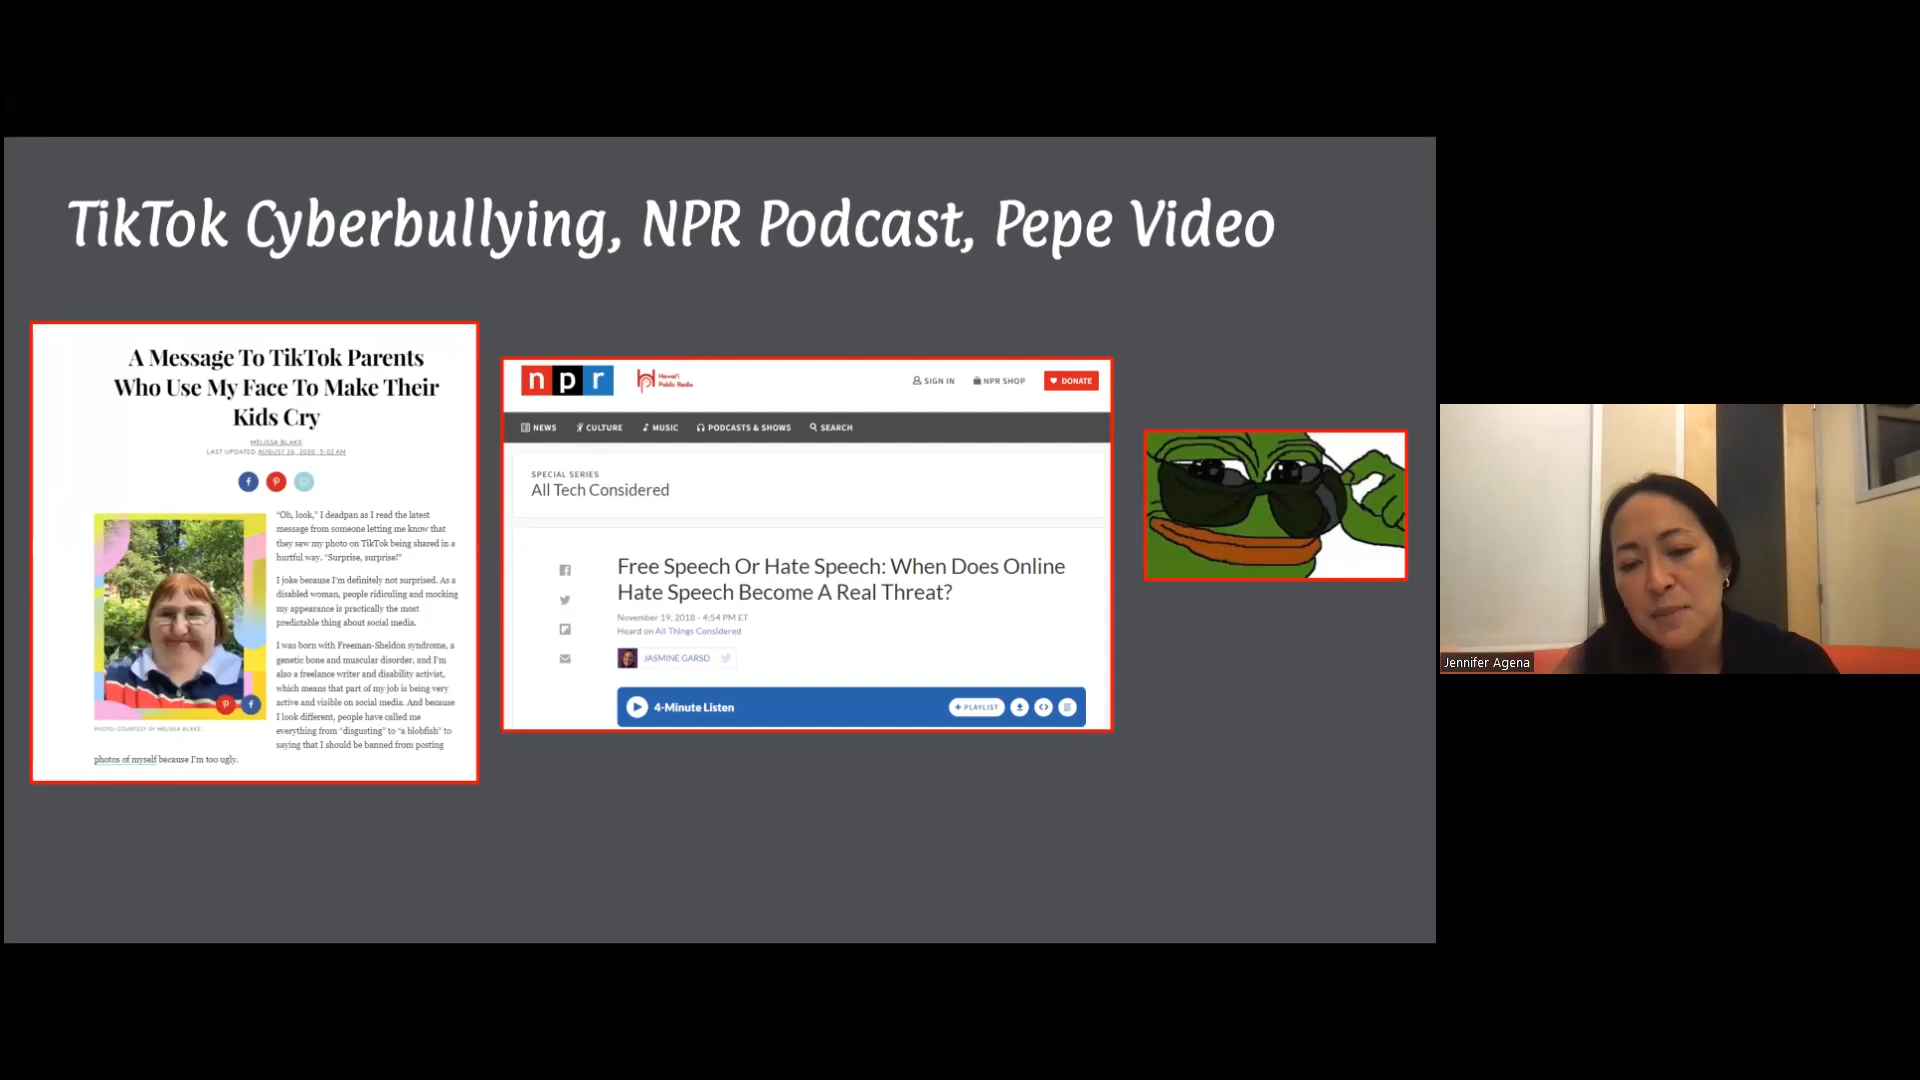 TikTok Cyberbullying, NPR Podcast, Pepe Video
A Message To TikTok Parents
Who Use My Face To Make Their
Kids Cry
MELISSA BLAKE
LAST UPDATED AUGUST 26, 2020, 5:02 AM
"Oh, look," I deadpan as I read the latest
message from someone letting me know that
they saw my photo on TikTok being shared in a
hurtful way. "Surprise, surprise!"
I joke because I'm definitely not surprised. As a
disabled woman, people ridiculing and mocking
my appearance is practically the most
predictable thing about social media.
I was born with Freeman-Sheldon syndrome, a
genetic bone and muscular disorder, and I'm
also a freelance writer and disability activist,
which means that part of my job is being very
active and visible on social media. And because
I look different, people have called me
everything from "disgusting" to "a blobfish" to
saying that I should be banned from posting
photos of myself because I'm too ugly.
PHOTO: COURTESY OF MELISSA BLAKE.
npr
Hawai'i
Public Radio
SIGN IN
NPR SHOP
DONATE
NEWS
CULTURE
MUSIC
PODCASTS & SHOWS
SEARCH
SPECIAL SERIES
All Tech Considered
Free Speech Or Hate Speech: When Does Online
Hate Speech Become A Real Threat?
November 19, 2018 · 4:54 PM ET
Heard on All Things Considered
JASMINE GARSD
4-Minute Listen
+ PLAYLIST
Jennifer Agena